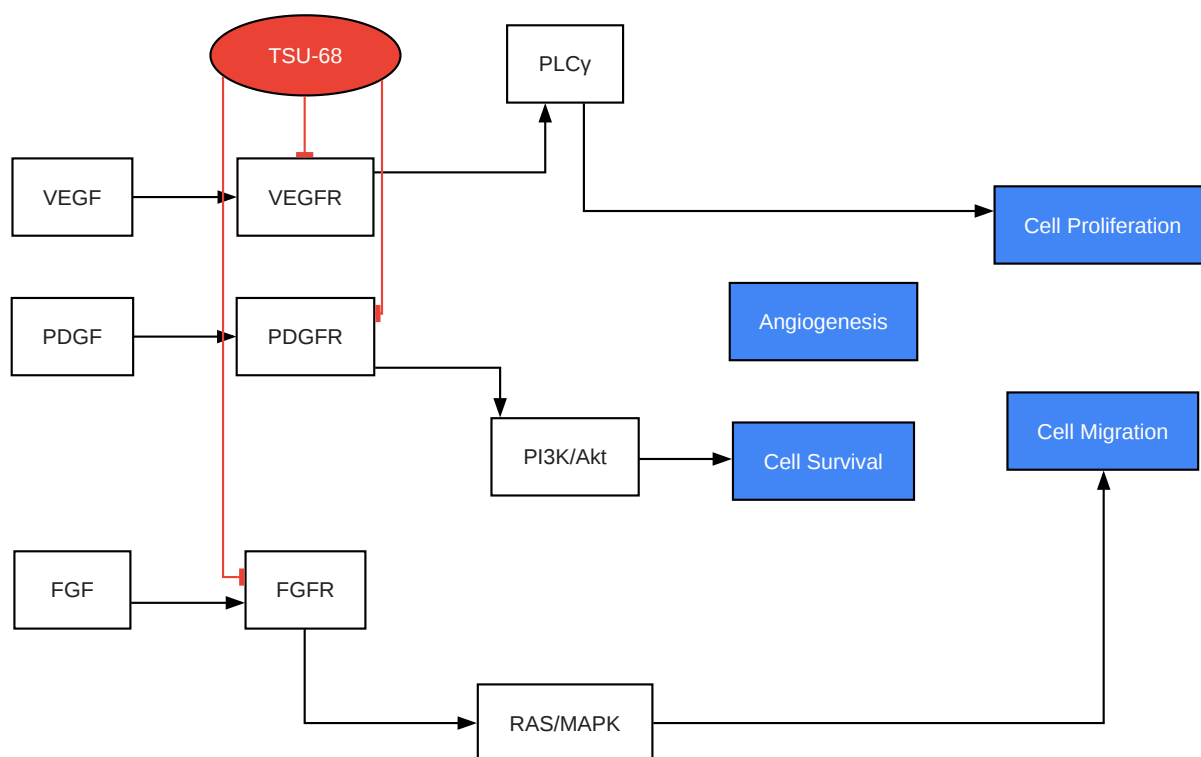 TSU-68
PLCγ
VEGF
VEGFR
Cell Proliferation
PDGF
PDGFR
Angiogenesis
Cell Migration
PI3K/Akt
Cell Survival
FGF
FGFR
RAS/MAPK